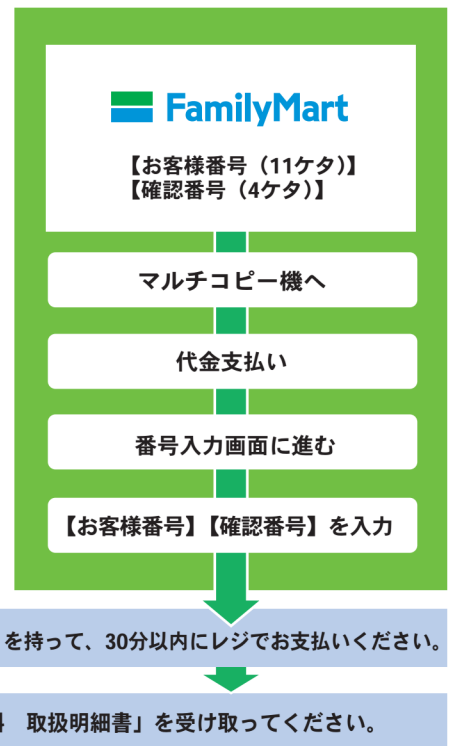 FamilyMart
【お客様番号（11ケタ）】
【確認番号（4ケタ）】
マルチコピー機へ
代金支払い
番号入力画面に進む
【お客様番号】【確認番号】を入力
を持って、30分以内にレジでお支払いください。
取扱明細書」を受け取ってください。